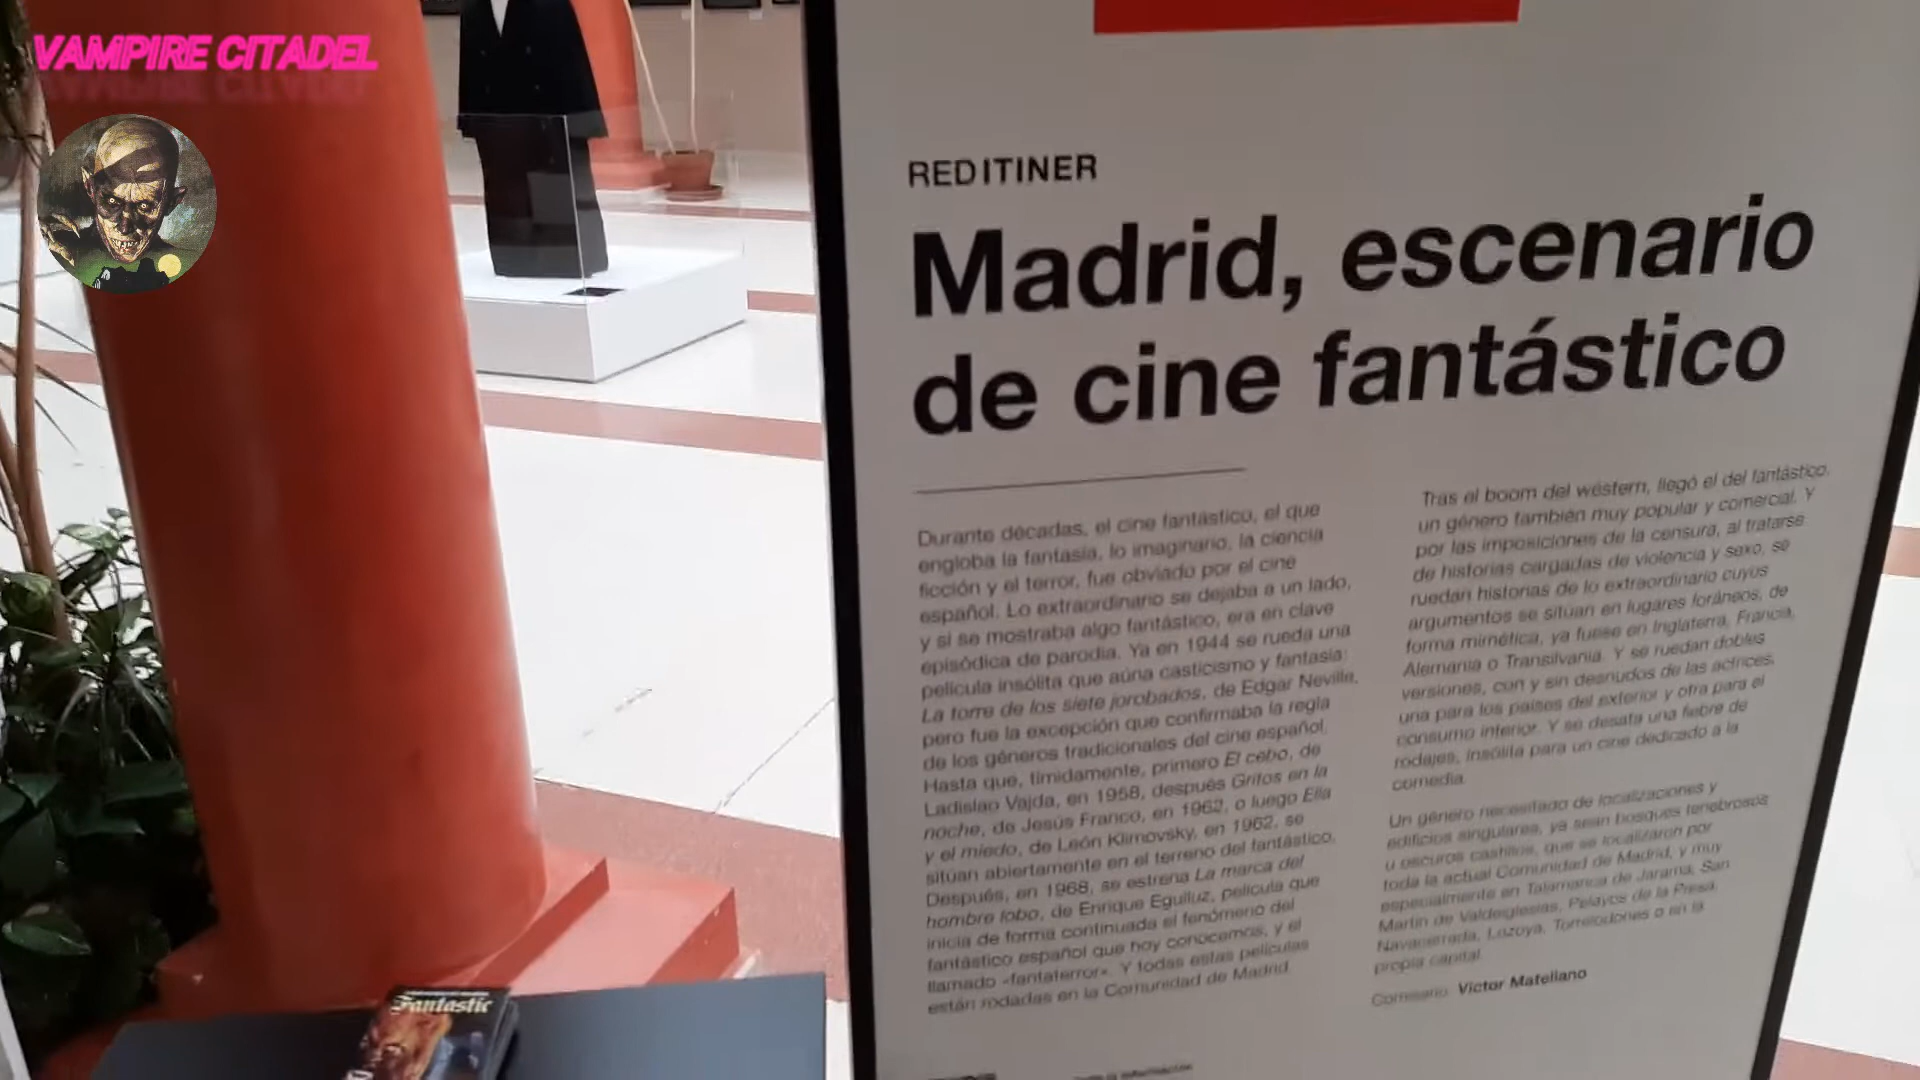 VAMPIRE CITADEL
REDITINER
Madrid, escenario
de cine fantástico
Durante décadas, el cine fantástico, el que
engloba la fantasía, lo imaginario, la ciencia
ficción y el terror, fue obviado por el cine
español. Lo extraordinario se dejaba a un lado,
y si se mostraba algo fantástico, era en clave
episódica de parodia. Ya en 1944 se rueda una
película insólita que aúna casticismo y fantasía:
La torre de los siete jorobados, de Edgar Neville,
pero fue la excepción que confirmaba la regla
de los géneros tradicionales del cine español.
Hasta que, tímidamente, primero El cebo, de
Ladislao Vajda, en 1958, después Gritos en la
noche, de Jesús Franco, en 1962, o luego Ella
y el miedo, de León Klimovsky, en 1962, se
sitúan abiertamente en el terreno del fantástico.
Después, en 1968, se estrena La marca del
hombre lobo, de Enrique Eguiluz, película que
inicia de forma continuada el fenómeno del
fantástico español que hoy conocemos, y el
llamado «fantaterror». Y todas estas películas
están rodadas en la Comunidad de Madrid.
Tras el boom del wéstern, llegó el del fantástico,
un género también muy popular y comercial. Y
por las imposiciones de la censura, al tratarse
de historias cargadas de violencia y sexo, se
ruedan historias de lo extraordinario cuyos
argumentos se sitúan en lugares foráneos, de
forma mimética, ya fuese en Inglaterra, Francia,
Alemania o Transilvania. Y se ruedan dobles
versiones, con y sin desnudos de las actrices,
una para los países del exterior y otra para el
consumo interior. Y se desata una fiebre de
rodajes, insólita para un cine dedicado a la
comedia.
Un género necesitado de localizaciones y
edificios singulares, ya sean bosques tenebrosos
u oscuros castillos, que se localizaron por
toda la actual Comunidad de Madrid, y muy
especialmente en Talamanca de Jarama, San
Martín de Valdeiglesias, Pelayos de la Presa,
Navacerrada, Lozoya, Torrelodones o en la
propia capital.
Comisario: Víctor Matellano
Fantastic